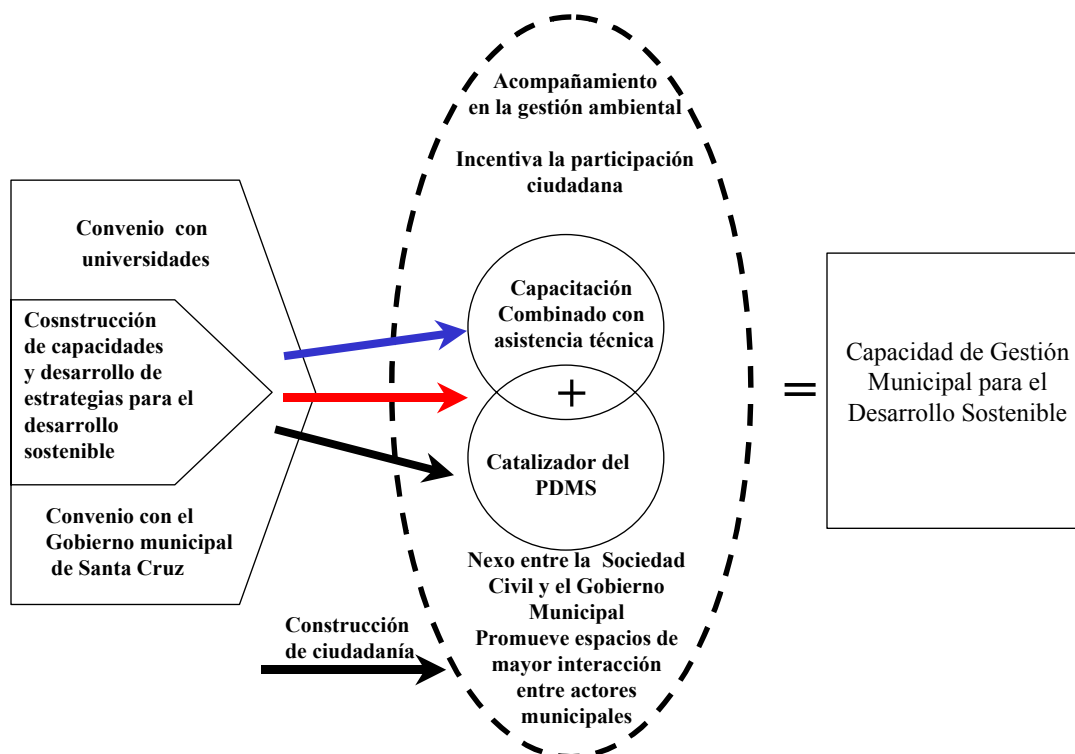 Acompañamiento
en la gestión ambiental
Incentiva la participación
ciudadana
Convenio con
universidades
Cosnstrucción
de capacidades
y desarrollo de
estrategias para el
desarrollo
sostenible
Convenio con el
Gobierno municipal
de Santa Cruz
Capacitación
Combinado con
asistencia técnica
+
Catalizador del
PDMS
Nexo entre la Sociedad
Civil y el Gobierno
Municipal
Promueve espacios de
mayor interacción
entre actores
municipales
Construcción
de ciudadanía
=
Capacidad de Gestión
Municipal para el
Desarrollo Sostenible